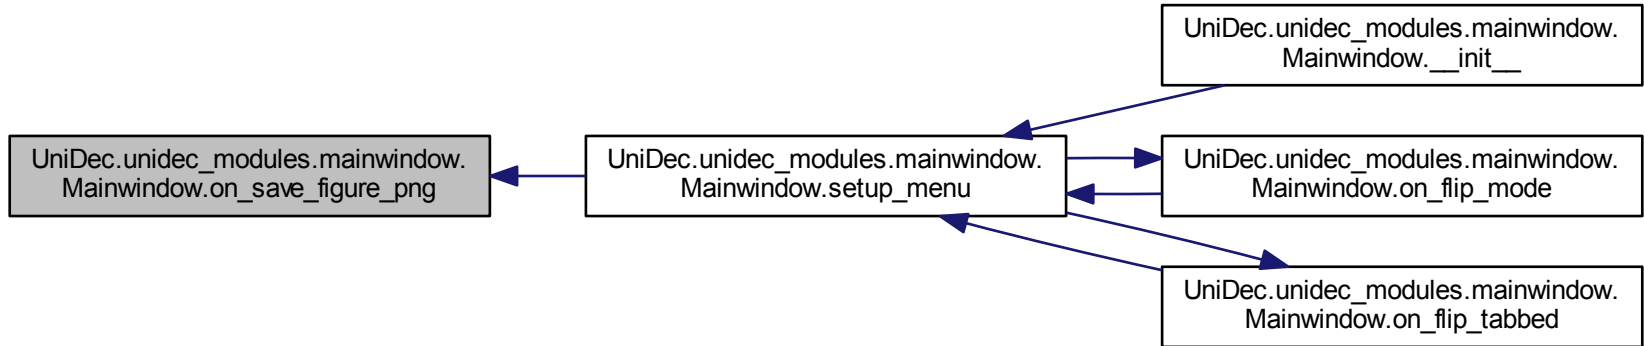 UniDec.unidec_modules.mainwindow.
Mainwindow.on_save_figure_png
UniDec.unidec_modules.mainwindow.
Mainwindow.setup_menu
UniDec.unidec_modules.mainwindow.
Mainwindow.__init__
UniDec.unidec_modules.mainwindow.
Mainwindow.on_flip_mode
UniDec.unidec_modules.mainwindow.
Mainwindow.on_flip_tabbed